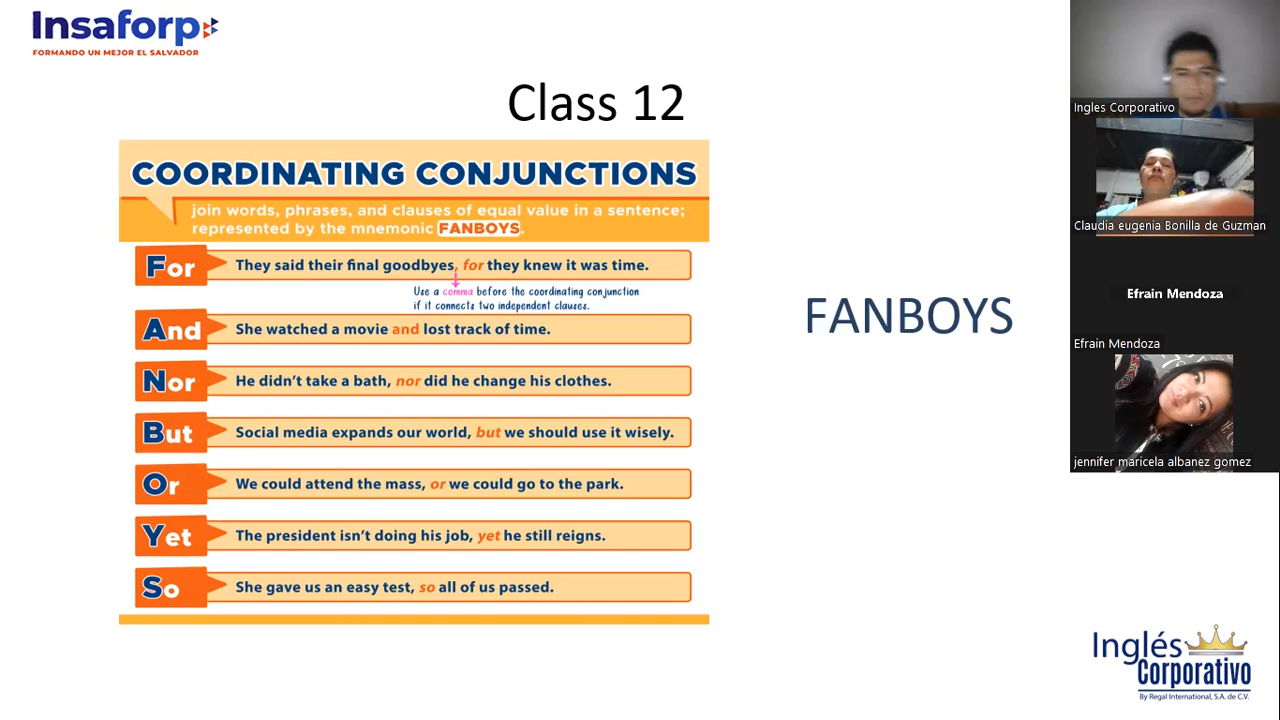 Insaforp
FORMANDO UN MEJOR EL SALVADOR
Class 12
COORDINATING CONJUNCTIONS
join words, phrases, and clauses of equal value in a sentence;
represented by the mnemonic FANBOYS.
For
They said their final goodbyes, for they knew it was time.
Use a comma before the coordinating conjunction
if it connects two independent clauses.
And
She watched a movie and lost track of time.
Nor
He didn't take a bath, nor did he change his clothes.
But
Social media expands our world, but we should use it wisely.
Or
We could attend the mass, or we could go to the park.
Yet
The president isn't doing his job, yet he still reigns.
So
She gave us an easy test, so all of us passed.
FANBOYS
Ingles Corporativo
Claudia eugenia Bonilla de Guzman
Efrain Mendoza
Efrain Mendoza
jennifer maricela albanez gomez
Inglés
Corporativo
By Regal International, S.A. de C.V.